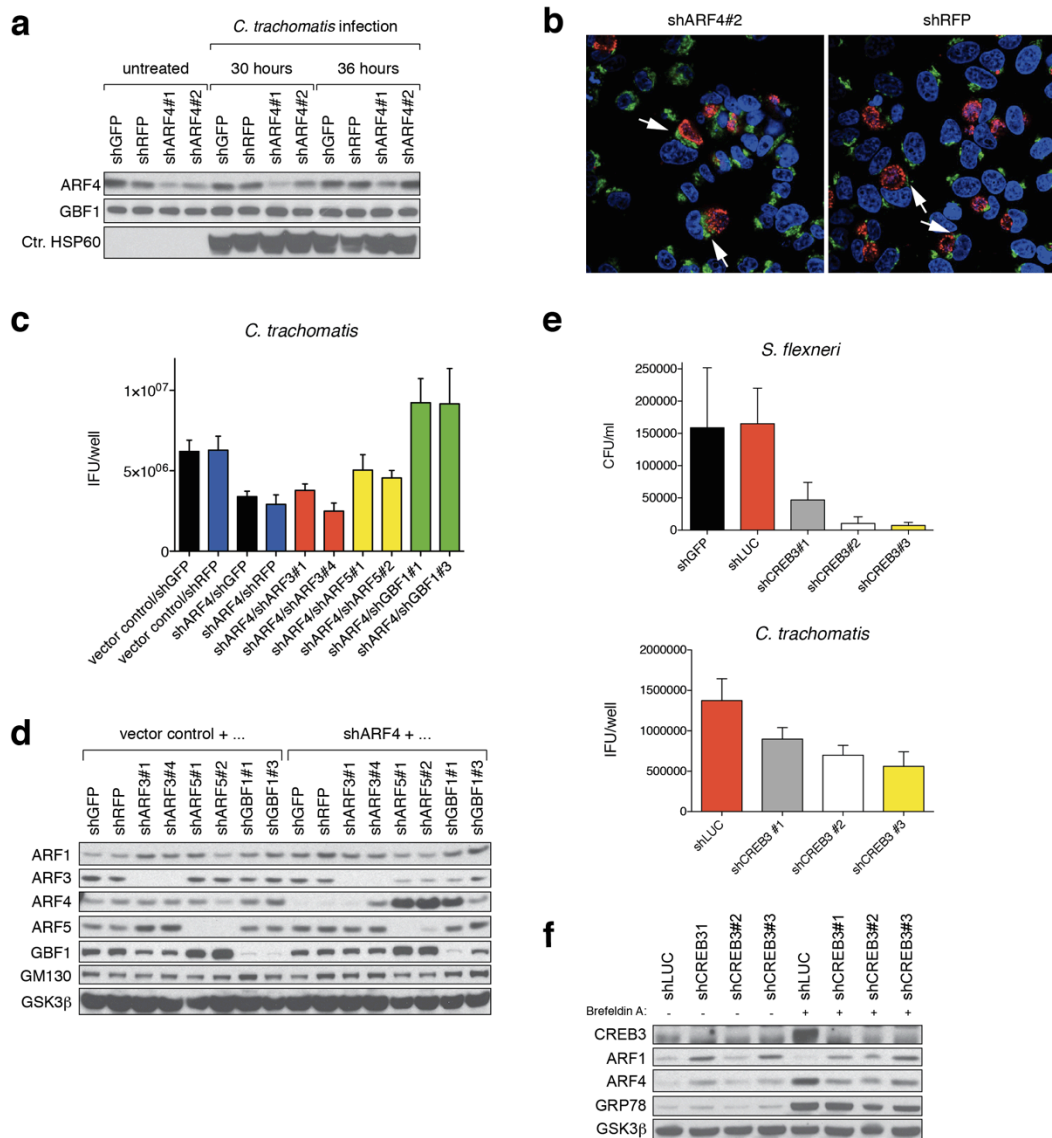 a
C. trachomatis infection
untreated 30 hours 36 hours
shGFP shRFP shARF4#1 shARF4#2 shGFP shRFP shARF4#1 shARF4#2 shGFP shRFP shARF4#1 shARF4#2
ARF4
GBF1
Ctr. HSP60
b
shARF4#2 shRFP
c
C. trachomatis
IFU/well
1×10⁰⁷
5×10⁰⁶
0
vector control/shGFP
vector control/shRFP
shARF4/shGFP
shARF4/shRFP
shARF4/shARF3#1
shARF4/shARF3#4
shARF4/shARF5#1
shARF4/shARF5#2
shARF4/shGBF1#1
shARF4/shGBF1#3
d
vector control + ... shARF4 + ...
shGFP shRFP shARF3#1 shARF3#4 shARF5#1 shARF5#2 shGBF1#1 shGBF1#3 shGFP shRFP shARF3#1 shARF3#4 shARF5#1 shARF5#2 shGBF1#1 shGBF1#3
ARF1
ARF3
ARF4
ARF5
GBF1
GM130
GSK3β
e
S. flexneri
CFU/ml
250000
200000
150000
100000
50000
0
shGFP
shLUC
shCREB3#1
shCREB3#2
shCREB3#3
C. trachomatis
IFU/well
2000000
1500000
1000000
500000
0
shLUC
shCREB3 #1
shCREB3 #2
shCREB3 #3
f
shLUC shCREB31 shCREB3#2 shCREB3#3 shLUC shCREB3#1 shCREB3#2 shCREB3#3
Brefeldin A: - - - - + + + +
CREB3
ARF1
ARF4
GRP78
GSK3β